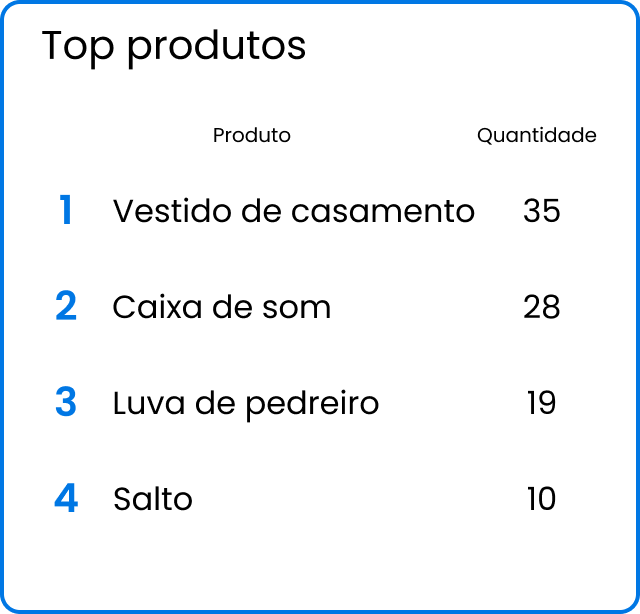 Top produtos
Produto Quantidade
1 Vestido de casamento 35
2 Caixa de som 28
3 Luva de pedreiro 19
4 Salto 10